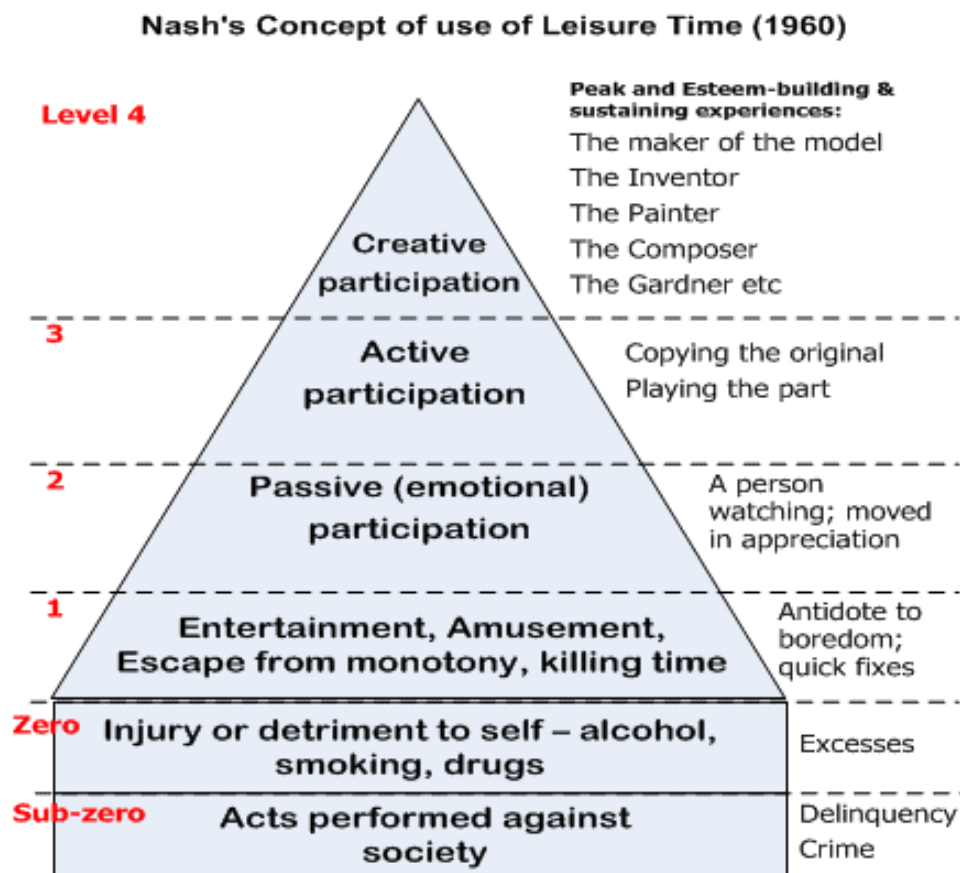 Nash's Concept of use of Leisure Time (1960)
Level 4
Peak and Esteem-building &
sustaining experiences:
The maker of the model
The Inventor
The Painter
The Composer
The Gardner etc
Creative
participation
3
Active
participation
Copying the original
Playing the part
2
Passive (emotional)
participation
A person
watching; moved
in appreciation
1
Entertainment, Amusement,
Escape from monotony, killing time
Antidote to
boredom;
quick fixes
Zero
Injury or detriment to self – alcohol,
smoking, drugs
Excesses
Sub-zero
Acts performed against
society
Delinquency
Crime